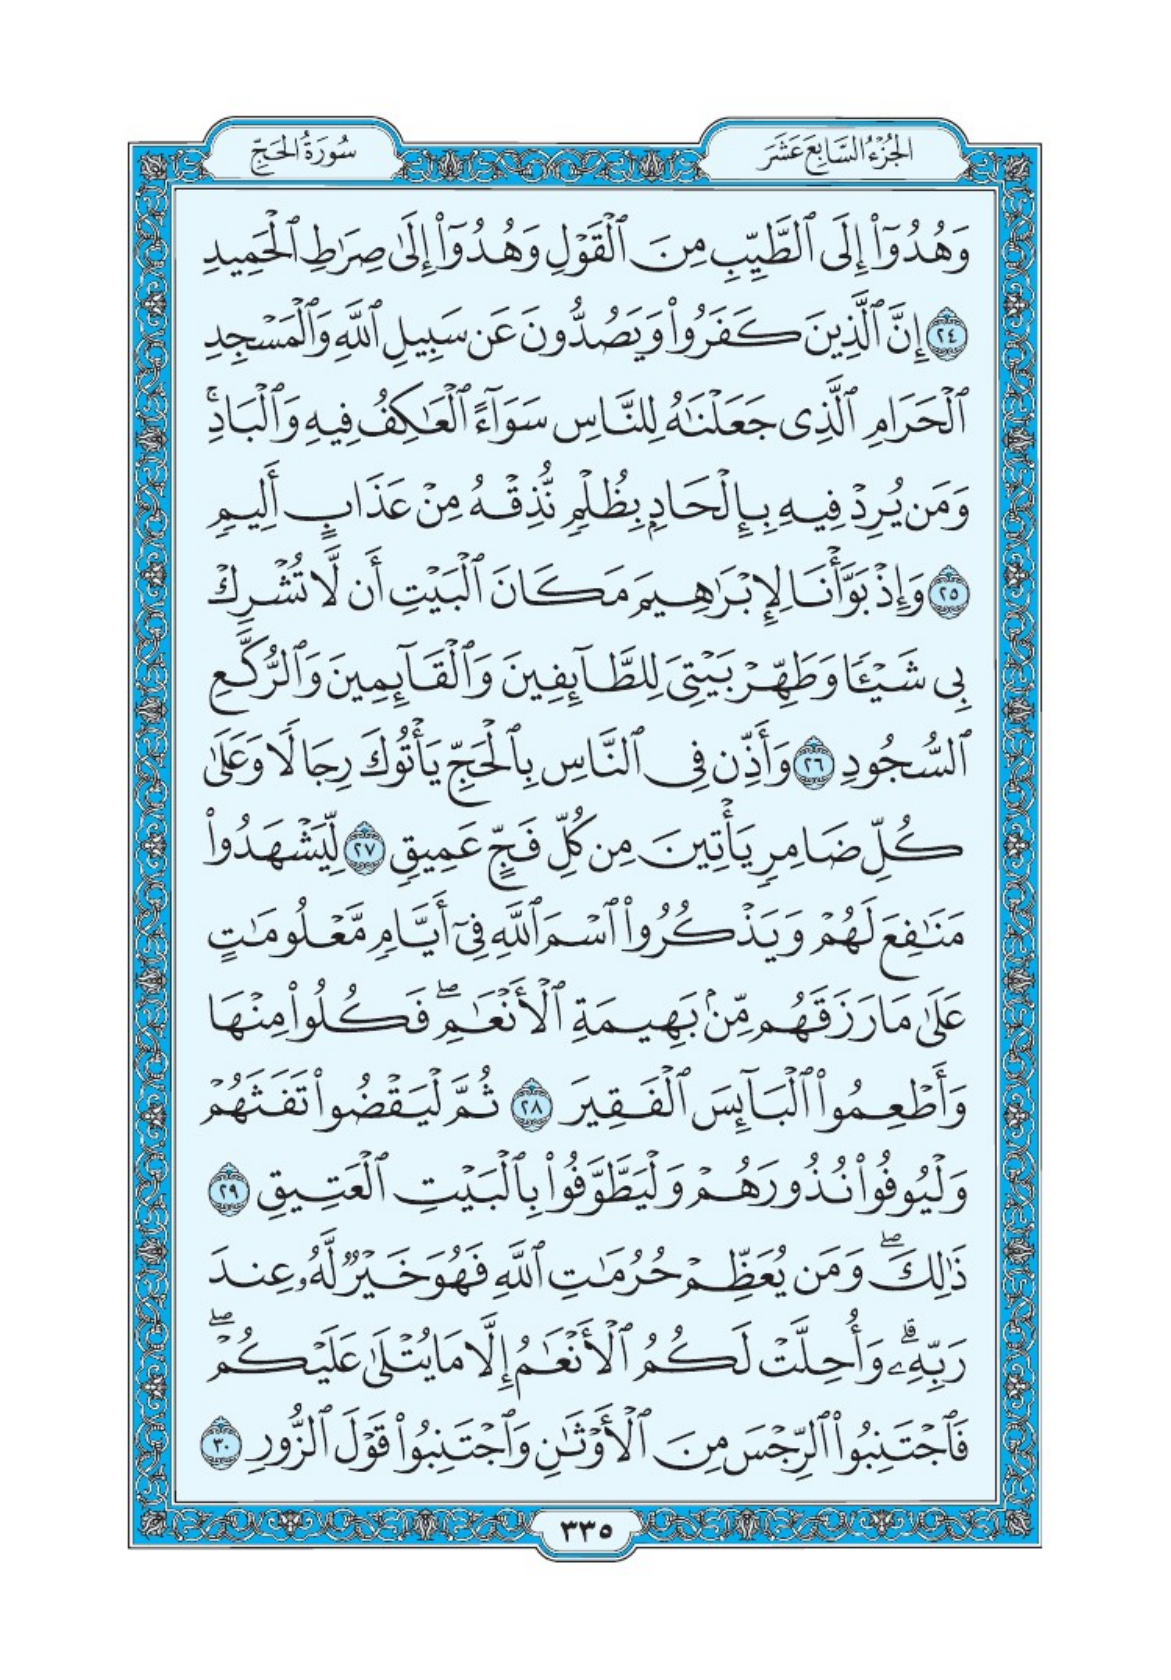 الجُزْءُ السَّابِعَ عَشَرَ
سُورَةُ الحَجِّ
وَهُدُوٓاْ إِلَى ٱلطَّيِّبِ مِنَ ٱلْقَوْلِ وَهُدُوٓاْ إِلَىٰ صِرَٰطِ ٱلْحَمِيدِ
٢٤ إِنَّ ٱلَّذِينَ كَفَرُواْ وَيَصُدُّونَ عَن سَبِيلِ ٱللَّهِ وَٱلْمَسْجِدِ
ٱلْحَرَامِ ٱلَّذِى جَعَلْنَٰهُ لِلنَّاسِ سَوَآءً ٱلْعَٰكِفُ فِيهِ وَٱلْبَادِۚ
وَمَن يُرِدْ فِيهِ بِإِلْحَادٍۭ بِظُلْمٍ نُّذِقْهُ مِنْ عَذَابٍ أَلِيمٍ
٢٥ وَإِذْ بَوَّأْنَا لِإِبْرَٰهِيمَ مَكَانَ ٱلْبَيْتِ أَن لَّا تُشْرِكْ
بِى شَيْـًٔا وَطَهِّرْ بَيْتِىَ لِلطَّآئِفِينَ وَٱلْقَآئِمِينَ وَٱلرُّكَّعِ
ٱلسُّجُودِ ٢٦ وَأَذِّن فِى ٱلنَّاسِ بِٱلْحَجِّ يَأْتُوكَ رِجَالًا وَعَلَىٰ
كُلِّ ضَامِرٍ يَأْتِينَ مِن كُلِّ فَجٍّ عَمِيقٍ ٢٧ لِّيَشْهَدُواْ
مَنَٰفِعَ لَهُمْ وَيَذْكُرُواْ ٱسْمَ ٱللَّهِ فِىٓ أَيَّامٍ مَّعْلُومَٰتٍ
عَلَىٰ مَا رَزَقَهُم مِّنۢ بَهِيمَةِ ٱلْأَنْعَٰمِۖ فَكُلُواْ مِنْهَا
وَأَطْعِمُواْ ٱلْبَآئِسَ ٱلْفَقِيرَ ٢٨ ثُمَّ لْيَقْضُواْ تَفَثَهُمْ
وَلْيُوفُواْ نُذُورَهُمْ وَلْيَطَّوَّفُواْ بِٱلْبَيْتِ ٱلْعَتِيقِ ٢٩
ذَٰلِكَۖ وَمَن يُعَظِّمْ حُرُمَٰتِ ٱللَّهِ فَهُوَ خَيْرٌ لَّهُۥ عِندَ
رَبِّهِۦۗ وَأُحِلَّتْ لَكُمُ ٱلْأَنْعَٰمُ إِلَّا مَا يُتْلَىٰ عَلَيْكُمْۖ
فَٱجْتَنِبُواْ ٱلرِّجْسَ مِنَ ٱلْأَوْثَٰنِ وَٱجْتَنِبُواْ قَوْلَ ٱلزُّورِ ٣٠
٣٣٥